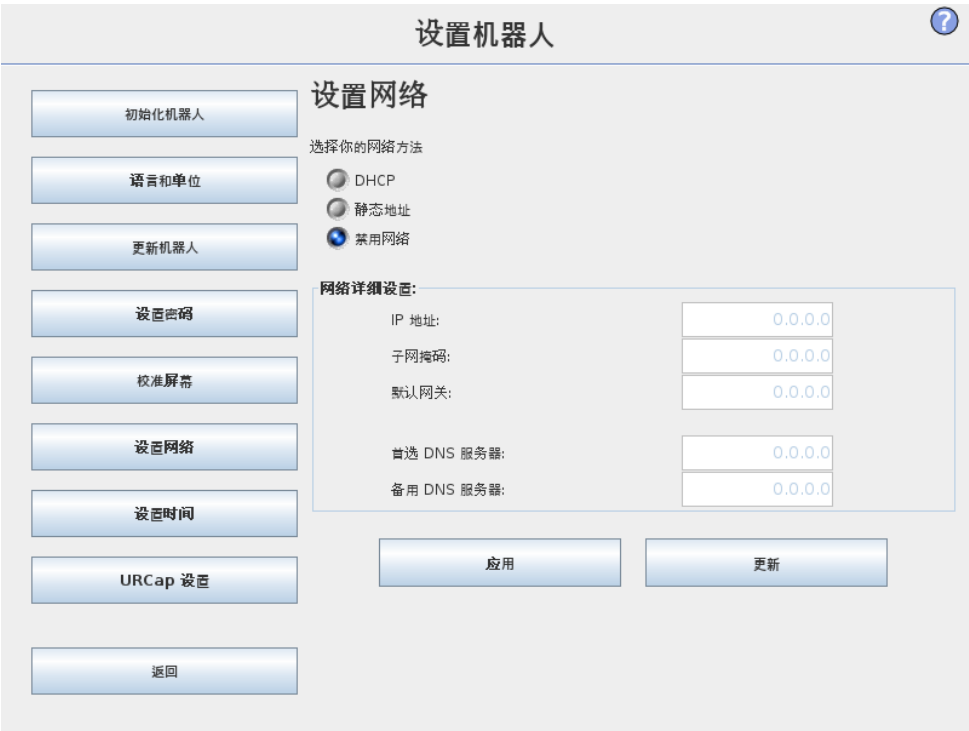 设置机器人
?
初始化机器人
语言和单位
更新机器人
设置密码
校准屏幕
设置网络
设置时间
URCap 设置
返回
设置网络
选择你的网络方法
DHCP
静态地址
禁用网络
网络详细设置:
IP 地址: 0.0.0.0
子网掩码: 0.0.0.0
默认网关: 0.0.0.0
首选 DNS 服务器: 0.0.0.0
备用 DNS 服务器: 0.0.0.0
应用 更新